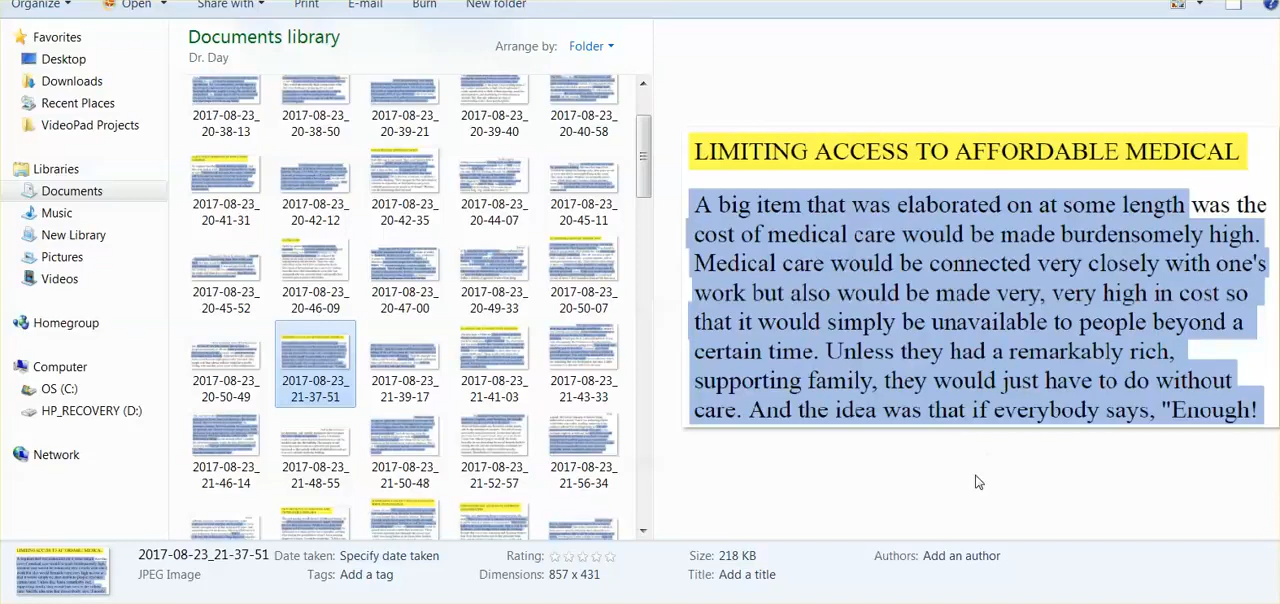 Organize
Open
Share with
Print
E-mail
Burn
New folder
Favorites
Desktop
Downloads
Recent Places
VideoPad Projects
Libraries
Documents
Music
New Library
Pictures
Videos
Homegroup
Computer
OS (C:)
HP_RECOVERY (D:)
Network
Documents library
Dr. Day
Arrange by: Folder
2017-08-23_ 2017-08-23_ 2017-08-23_ 2017-08-23_ 2017-08-23_
20-38-13 20-38-50 20-39-21 20-39-40 20-40-58
2017-08-23_ 2017-08-23_ 2017-08-23_ 2017-08-23_ 2017-08-23_
20-41-31 20-42-12 20-42-35 20-44-07 20-45-11
2017-08-23_ 2017-08-23_ 2017-08-23_ 2017-08-23_ 2017-08-23_
20-45-52 20-46-09 20-47-00 20-49-33 20-50-07
2017-08-23_ 2017-08-23_ 2017-08-23_ 2017-08-23_ 2017-08-23_
20-50-49 21-37-51 21-39-17 21-41-03 21-43-33
2017-08-23_ 2017-08-23_ 2017-08-23_ 2017-08-23_ 2017-08-23_
21-46-14 21-48-55 21-50-48 21-52-57 21-56-34
LIMITING ACCESS TO AFFORDABLE MEDICAL
A big item that was elaborated on at some length was the
cost of medical care would be made burdensomely high.
Medical care would be connected very closely with one's
work but also would be made very, very high in cost so
that it would simply be unavailable to people beyond a
certain time. Unless they had a remarkably rich,
supporting family, they would just have to do without
care. And the idea was that if everybody says, "Enough!
2017-08-23_21-37-51 Date taken: Specify date taken Rating: Size: Authors: Add an author
JPEG Image Tags: Add a tag Dimensions: 857 x 431 Title: Add a title